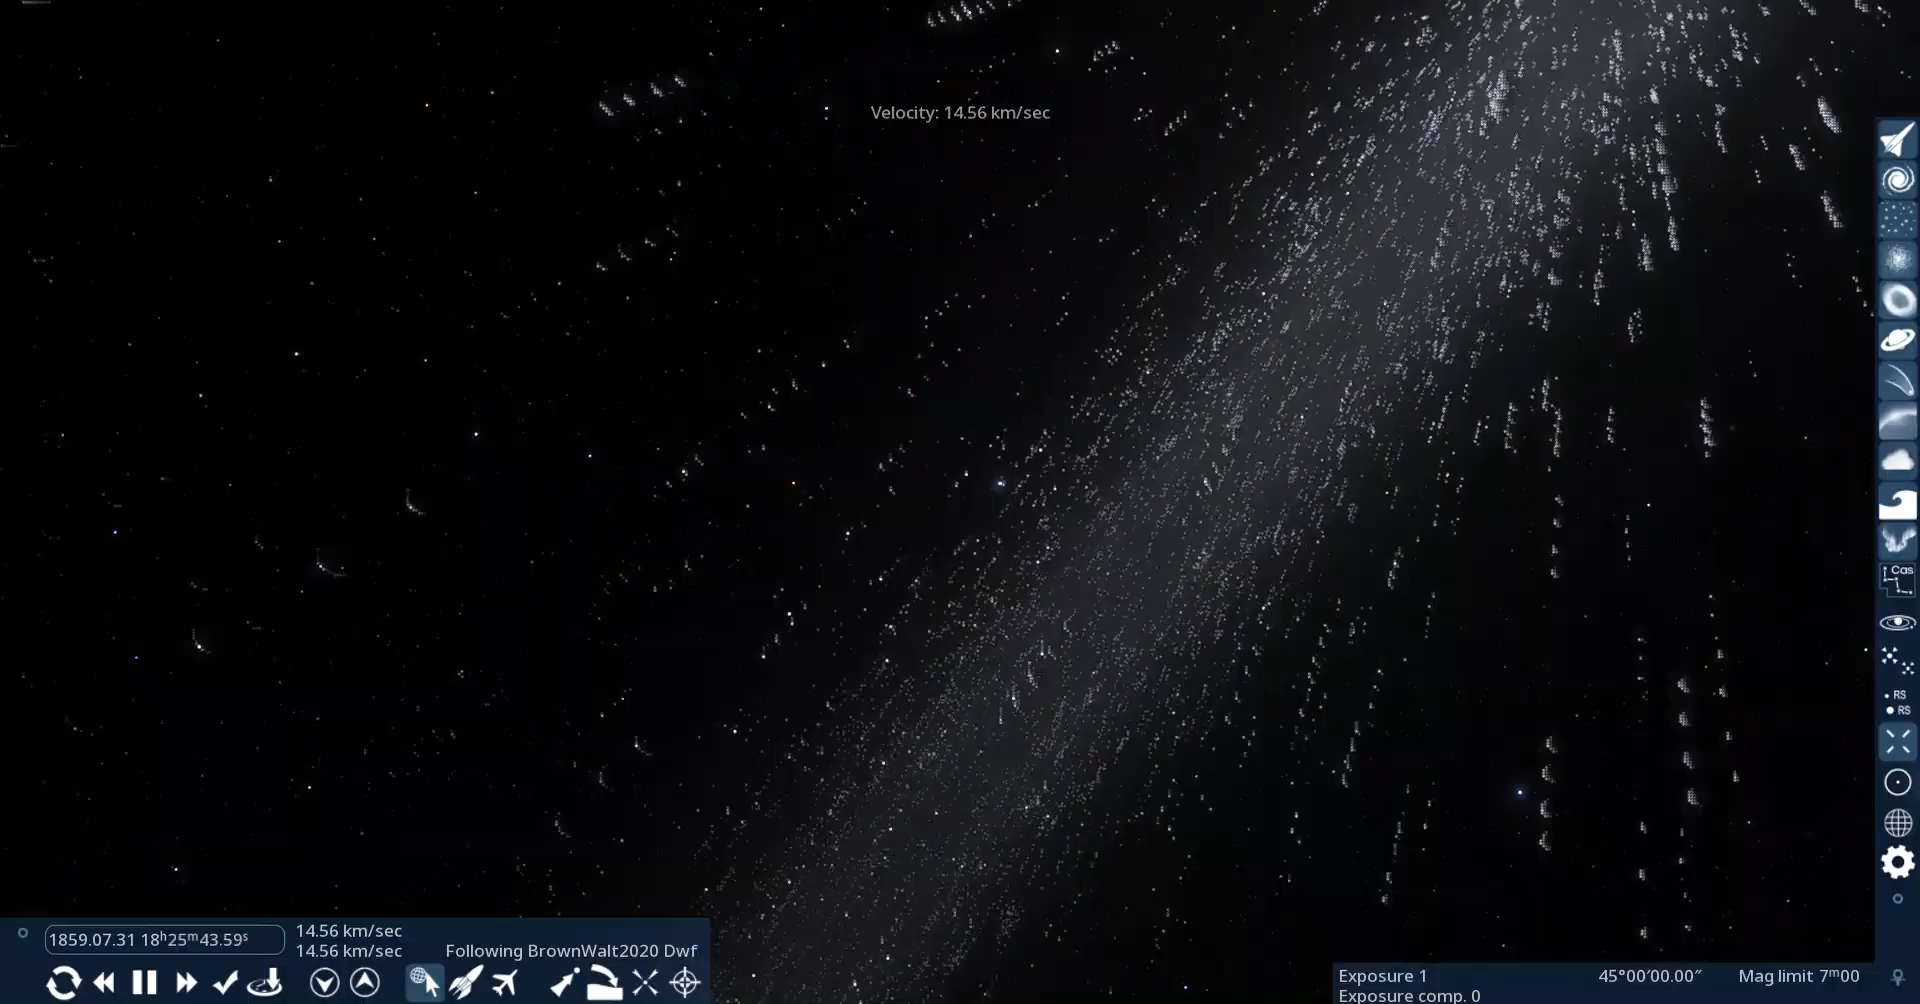 Velocity: 14.56 km/sec
Cas
RS
RS
1859.07.31 18ʰ25ᵐ43.59ˢ
14.56 km/sec
14.56 km/sec
Following BrownWalt2020 Dwf
Exposure 1
45°00′00.00″
Mag limit 7ᵐ00
Exposure comp. 0